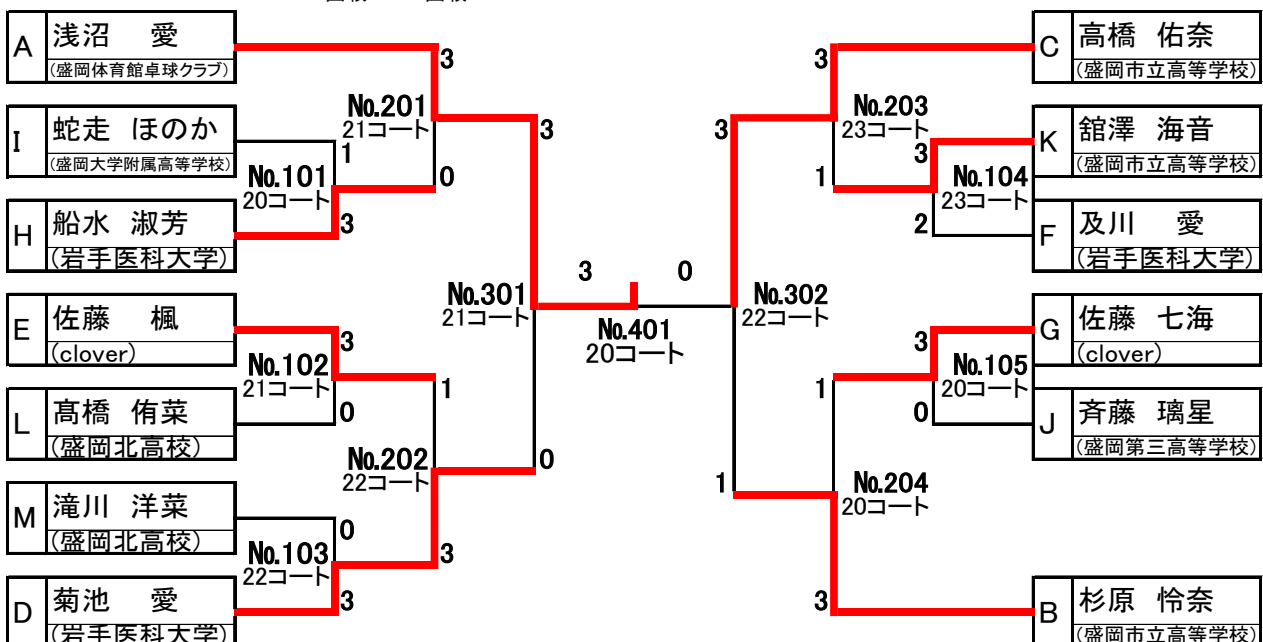 A
浅沼 愛
(盛岡体育館卓球クラブ)
I
蛇走 ほのか
(盛岡大学附属高等学校)
H
船水 淑芳
(岩手医科大学)
E
佐藤 楓
(clover)
L
髙橋 侑菜
(盛岡北高校)
M
滝川 洋菜
(盛岡北高校)
D
菊池 愛
(岩手医科大学)
No.101
20コート
1
3
No.102
21コート
3
0
No.103
22コート
0
3
No.201
21コート
3
0
No.202
22コート
1
3
No.301
21コート
3
0
3 0
No.401
20コート
No.302
22コート
3
1
No.203
23コート
3
1
No.204
20コート
1
3
No.104
23コート
3
2
No.105
20コート
3
0
C
高橋 佑奈
(盛岡市立高等学校)
K
舘澤 海音
(盛岡市立高等学校)
F
及川 愛
(岩手医科大学)
G
佐藤 七海
(clover)
J
斉藤 璃星
(盛岡第三高等学校)
B
杉原 怜奈
(盛岡市立高等学校)